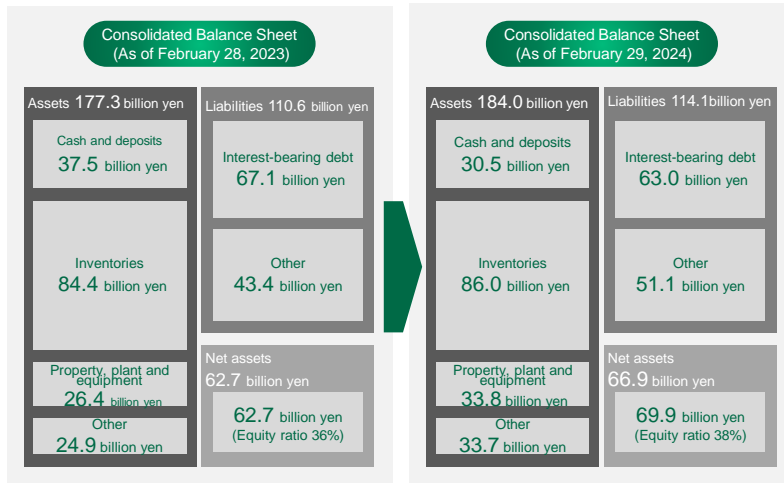 Consolidated Balance Sheet
(As of February 28, 2023)
Assets 177.3 billion yen
Cash and deposits
37.5 billion yen
Inventories
84.4 billion yen
Property, plant and
equipment
26.4 billion yen
Other
24.9 billion yen
Liabilities 110.6 billion yen
Interest-bearing debt
67.1 billion yen
Other
43.4 billion yen
Net assets
62.7 billion yen
62.7 billion yen
(Equity ratio 36%)
Consolidated Balance Sheet
(As of February 29, 2024)
Assets 184.0 billion yen
Cash and deposits
30.5 billion yen
Inventories
86.0 billion yen
Property, plant and
equipment
33.8 billion yen
Other
33.7 billion yen
Liabilities 114.1billion yen
Interest-bearing debt
63.0 billion yen
Other
51.1 billion yen
Net assets
66.9 billion yen
69.9 billion yen
(Equity ratio 38%)